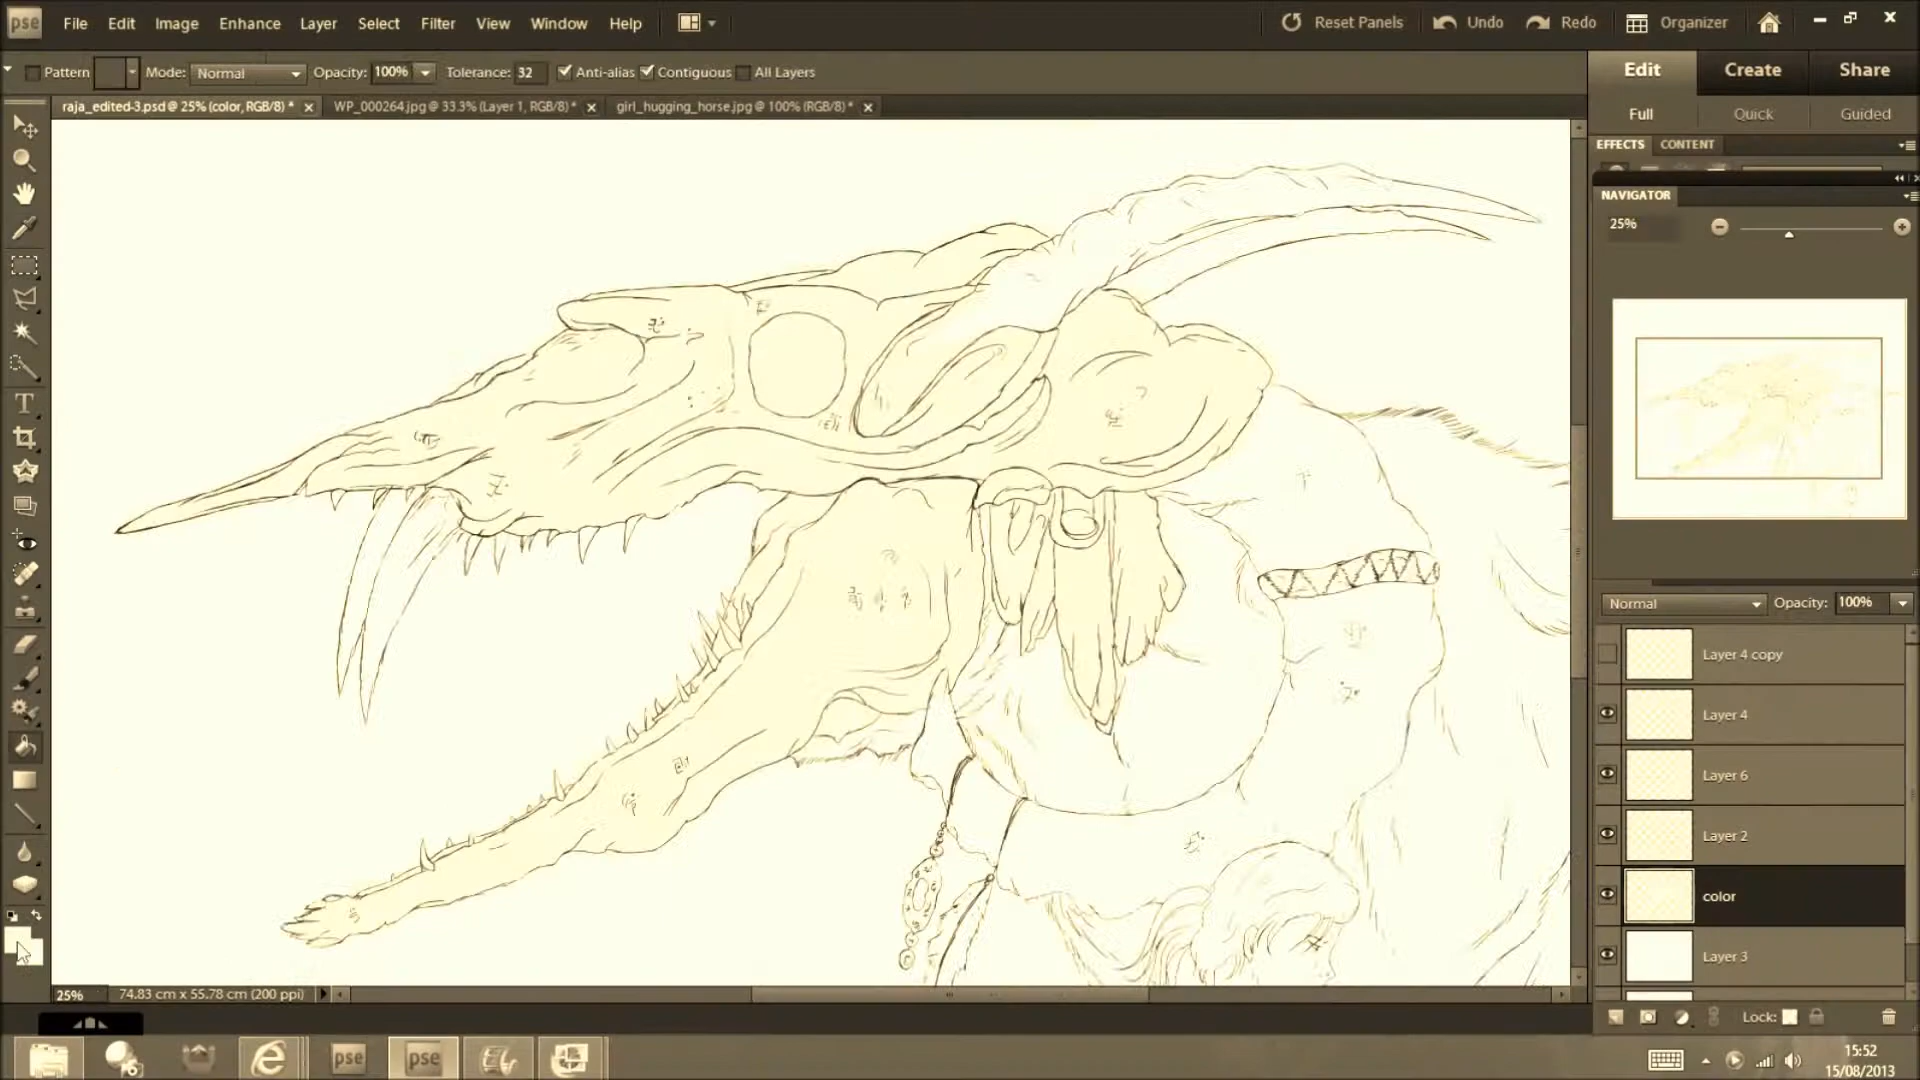 pse File Edit Image Enhance Layer Select Filter View Window Help Reset Panels Undo Redo Organizer
Pattern Mode: Normal Opacity: 100% Tolerance: 32 Anti-alias Contiguous All Layers
Edit Create Share
raja_edited-3.psd @ 25% (color, RGB/8) * WP_000264.jpg @ 33.3% (Layer 1, RGB/8) * girl_hugging_horse.jpg @ 100% (RGB/8) *
Full Quick Guided
EFFECTS CONTENT
NAVIGATOR
25%
Normal Opacity: 100%
Layer 4 copy
Layer 4
Layer 6
Layer 2
color
Layer 3
25% 74.83 cm x 55.78 cm (200 ppi)
Lock:
pse pse
15:52
15/08/2013